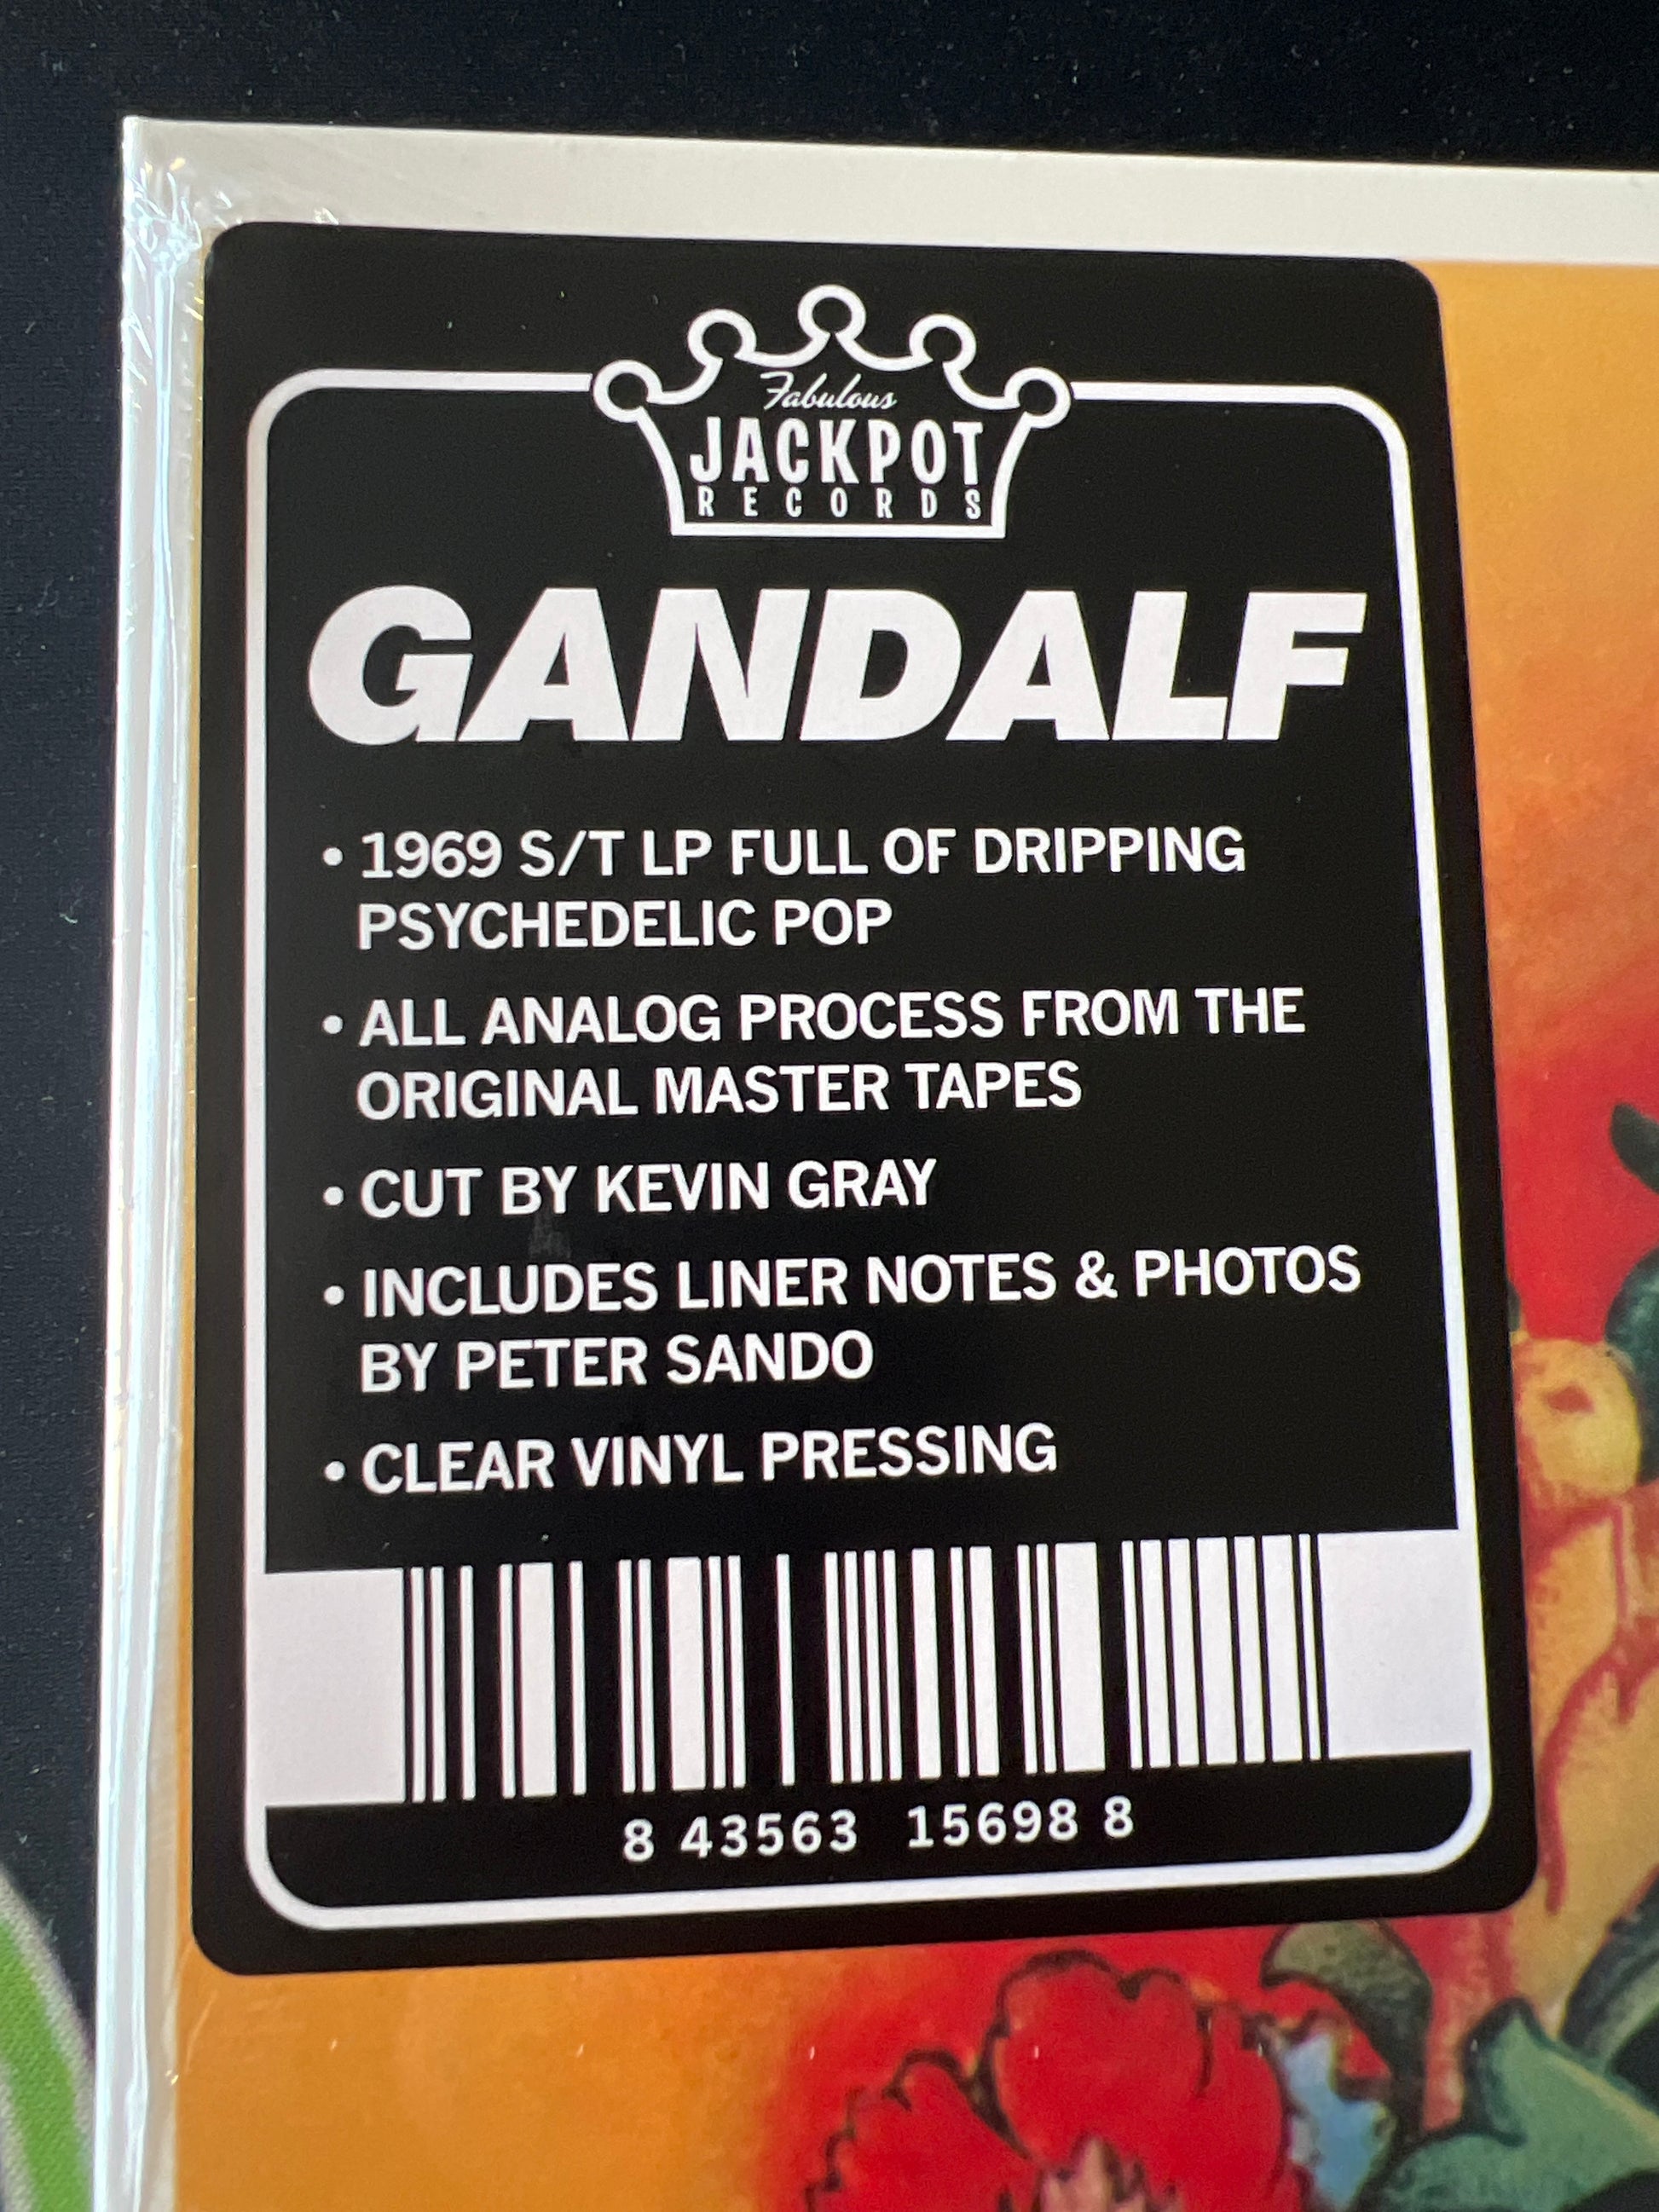 Fabulous
JACKPOT
RECORDS
GANDALF
• 1969 S/T LP FULL OF DRIPPING
PSYCHEDELIC POP
• ALL ANALOG PROCESS FROM THE
ORIGINAL MASTER TAPES
• CUT BY KEVIN GRAY
• INCLUDES LINER NOTES & PHOTOS
BY PETER SANDO
• CLEAR VINYL PRESSING
8 43563 15698 8